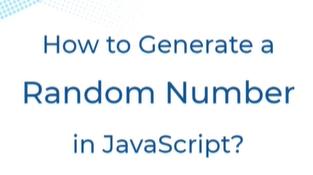 How to Generate a
Random Number
in JavaScript?